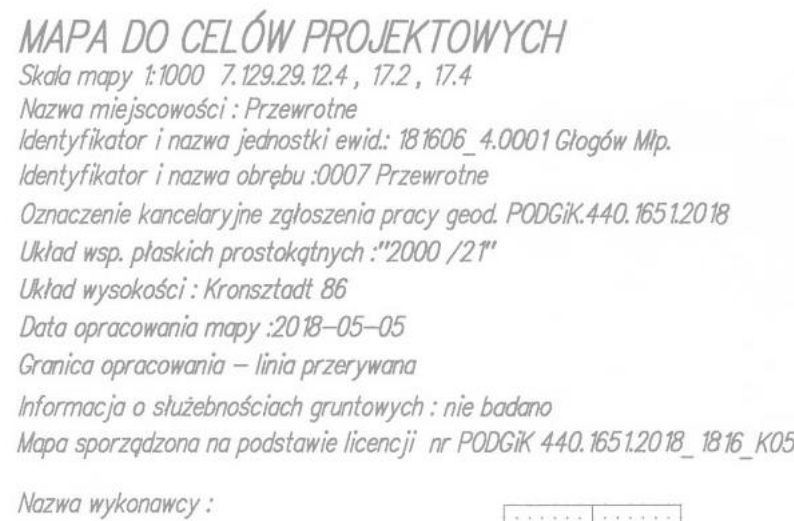 MAPA DO CELÓW PROJEKTOWYCH
Skala mapy 1:1000 7.129.29.12.4 , 17.2 , 17.4
Nazwa miejscowości : Przewrotne
Identyfikator i nazwa jednostki ewid.: 181606_4.0001 Głogów Młp.
Identyfikator i nazwa obrębu :0007 Przewrotne
Oznaczenie kancelaryjne zgłoszenia pracy geod. PODGiK.440.1651.2018
Układ wsp. płaskich prostokątnych :"2000 /21"
Układ wysokości : Kronsztadt 86
Data opracowania mapy :2018-05-05
Granica opracowania – linia przerywana
Informacja o służebnościach gruntowych : nie badano
Mapa sporządzona na podstawie licencji nr PODGiK 440.1651.2018_ 1816_K05
Nazwa wykonawcy :